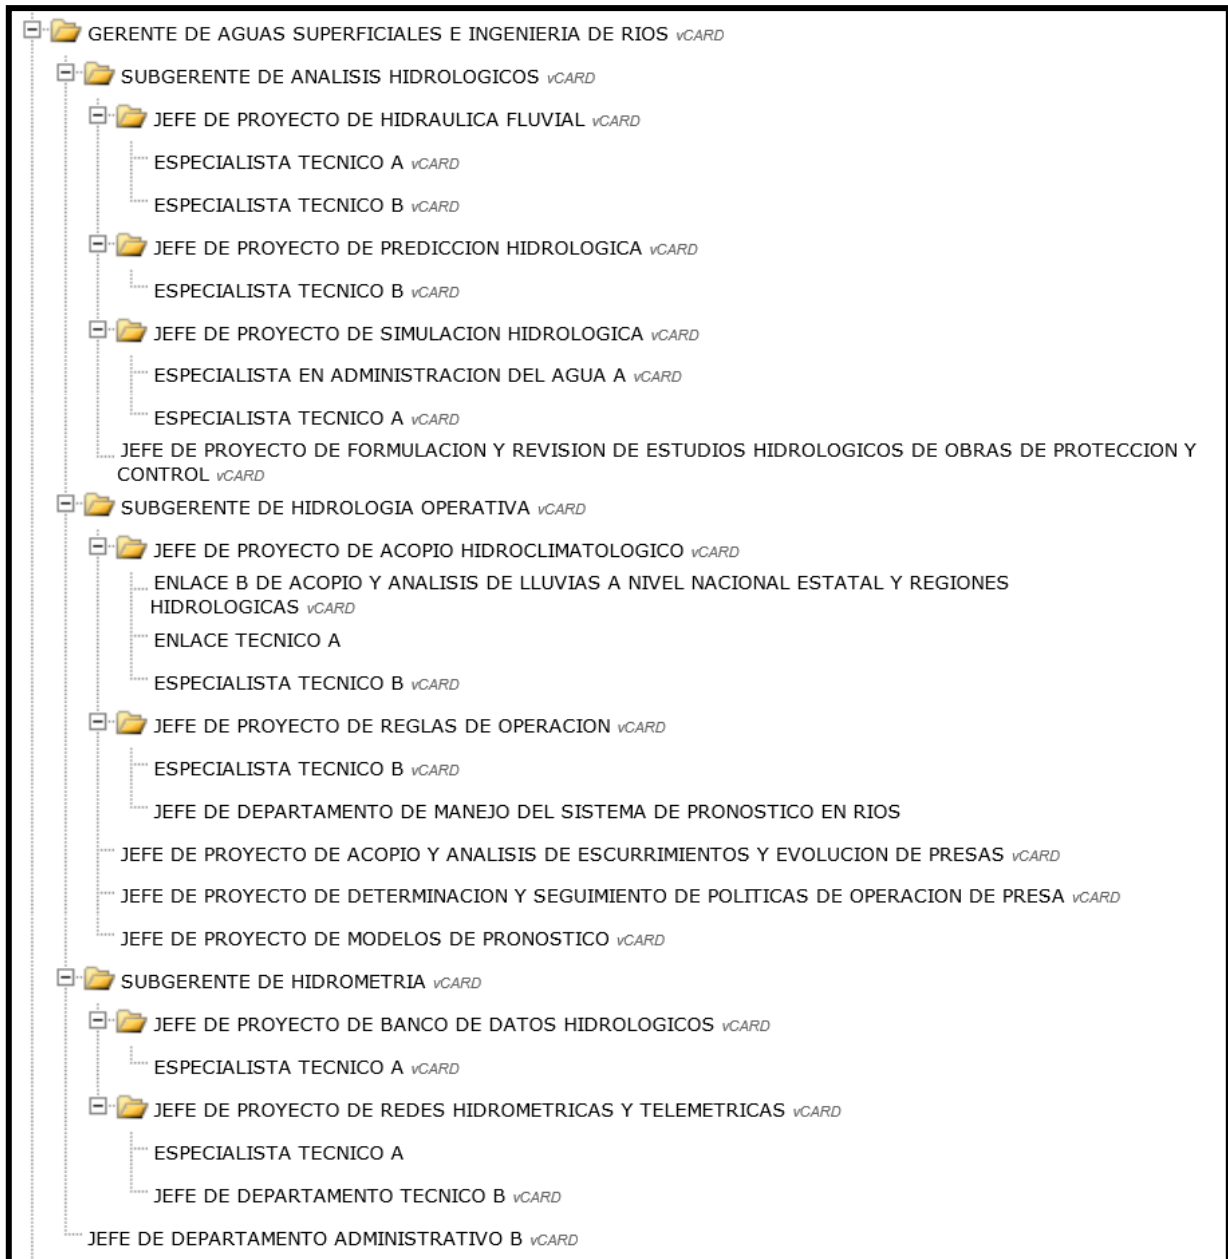 GERENTE DE AGUAS SUPERFICIALES E INGENIERIA DE RIOS vCARD
SUBGERENTE DE ANALISIS HIDROLOGICOS vCARD
JEFE DE PROYECTO DE HIDRAULICA FLUVIAL vCARD
ESPECIALISTA TECNICO A vCARD
ESPECIALISTA TECNICO B vCARD
JEFE DE PROYECTO DE PREDICCION HIDROLOGICA vCARD
ESPECIALISTA TECNICO B vCARD
JEFE DE PROYECTO DE SIMULACION HIDROLOGICA vCARD
ESPECIALISTA EN ADMINISTRACION DEL AGUA A vCARD
ESPECIALISTA TECNICO A vCARD
JEFE DE PROYECTO DE FORMULACION Y REVISION DE ESTUDIOS HIDROLOGICOS DE OBRAS DE PROTECCION Y
CONTROL vCARD
SUBGERENTE DE HIDROLOGIA OPERATIVA vCARD
JEFE DE PROYECTO DE ACOPIO HIDROCLIMATOLOGICO vCARD
ENLACE B DE ACOPIO Y ANALISIS DE LLUVIAS A NIVEL NACIONAL ESTATAL Y REGIONES
HIDROLOGICAS vCARD
ENLACE TECNICO A
ESPECIALISTA TECNICO B vCARD
JEFE DE PROYECTO DE REGLAS DE OPERACION vCARD
ESPECIALISTA TECNICO B vCARD
JEFE DE DEPARTAMENTO DE MANEJO DEL SISTEMA DE PRONOSTICO EN RIOS
JEFE DE PROYECTO DE ACOPIO Y ANALISIS DE ESCURRIMIENTOS Y EVOLUCION DE PRESAS vCARD
JEFE DE PROYECTO DE DETERMINACION Y SEGUIMIENTO DE POLITICAS DE OPERACION DE PRESA vCARD
JEFE DE PROYECTO DE MODELOS DE PRONOSTICO vCARD
SUBGERENTE DE HIDROMETRIA vCARD
JEFE DE PROYECTO DE BANCO DE DATOS HIDROLOGICOS vCARD
ESPECIALISTA TECNICO A vCARD
JEFE DE PROYECTO DE REDES HIDROMETRICAS Y TELEMETRICAS vCARD
ESPECIALISTA TECNICO A
JEFE DE DEPARTAMENTO TECNICO B vCARD
JEFE DE DEPARTAMENTO ADMINISTRATIVO B vCARD